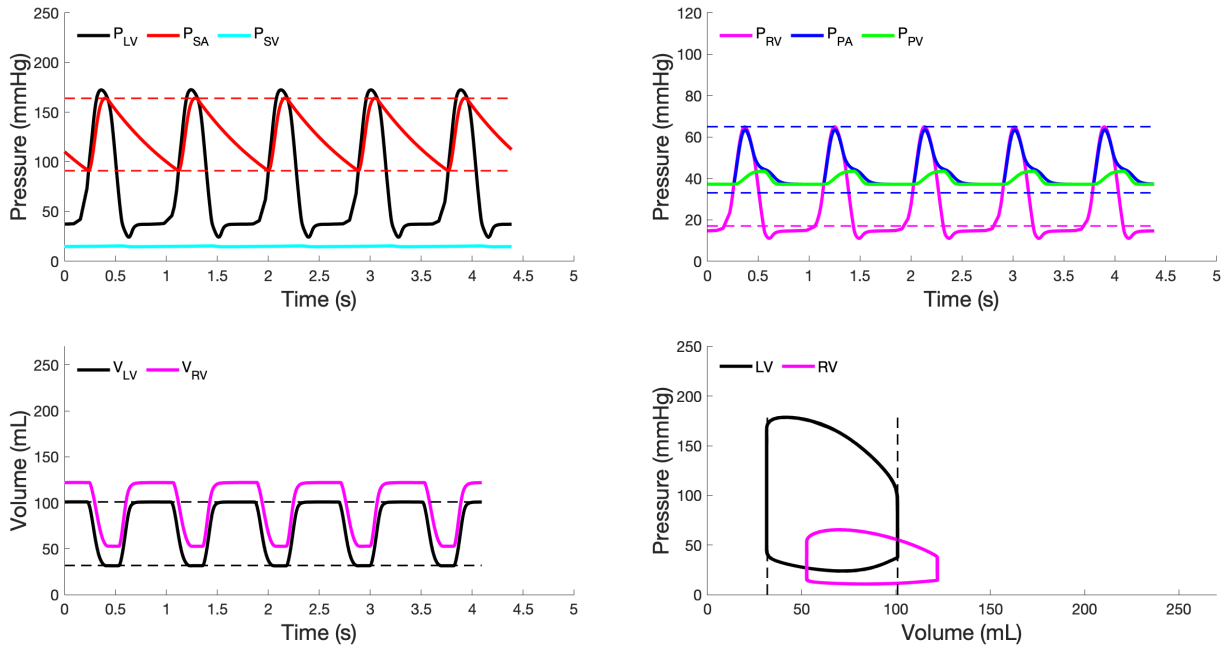 P_LV P_SA P_SV
Pressure (mmHg)
250
200
150
100
50
0
0 0.5 1 1.5 2 2.5 3 3.5 4 4.5 5
Time (s)
P_RV P_PA P_PV
Pressure (mmHg)
120
100
80
60
40
20
0
0 0.5 1 1.5 2 2.5 3 3.5 4 4.5 5
Time (s)
V_LV V_RV
Volume (mL)
250
200
150
100
50
0
0 0.5 1 1.5 2 2.5 3 3.5 4 4.5 5
Time (s)
LV RV
Pressure (mmHg)
250
200
150
100
50
0
0 50 100 150 200 250
Volume (mL)